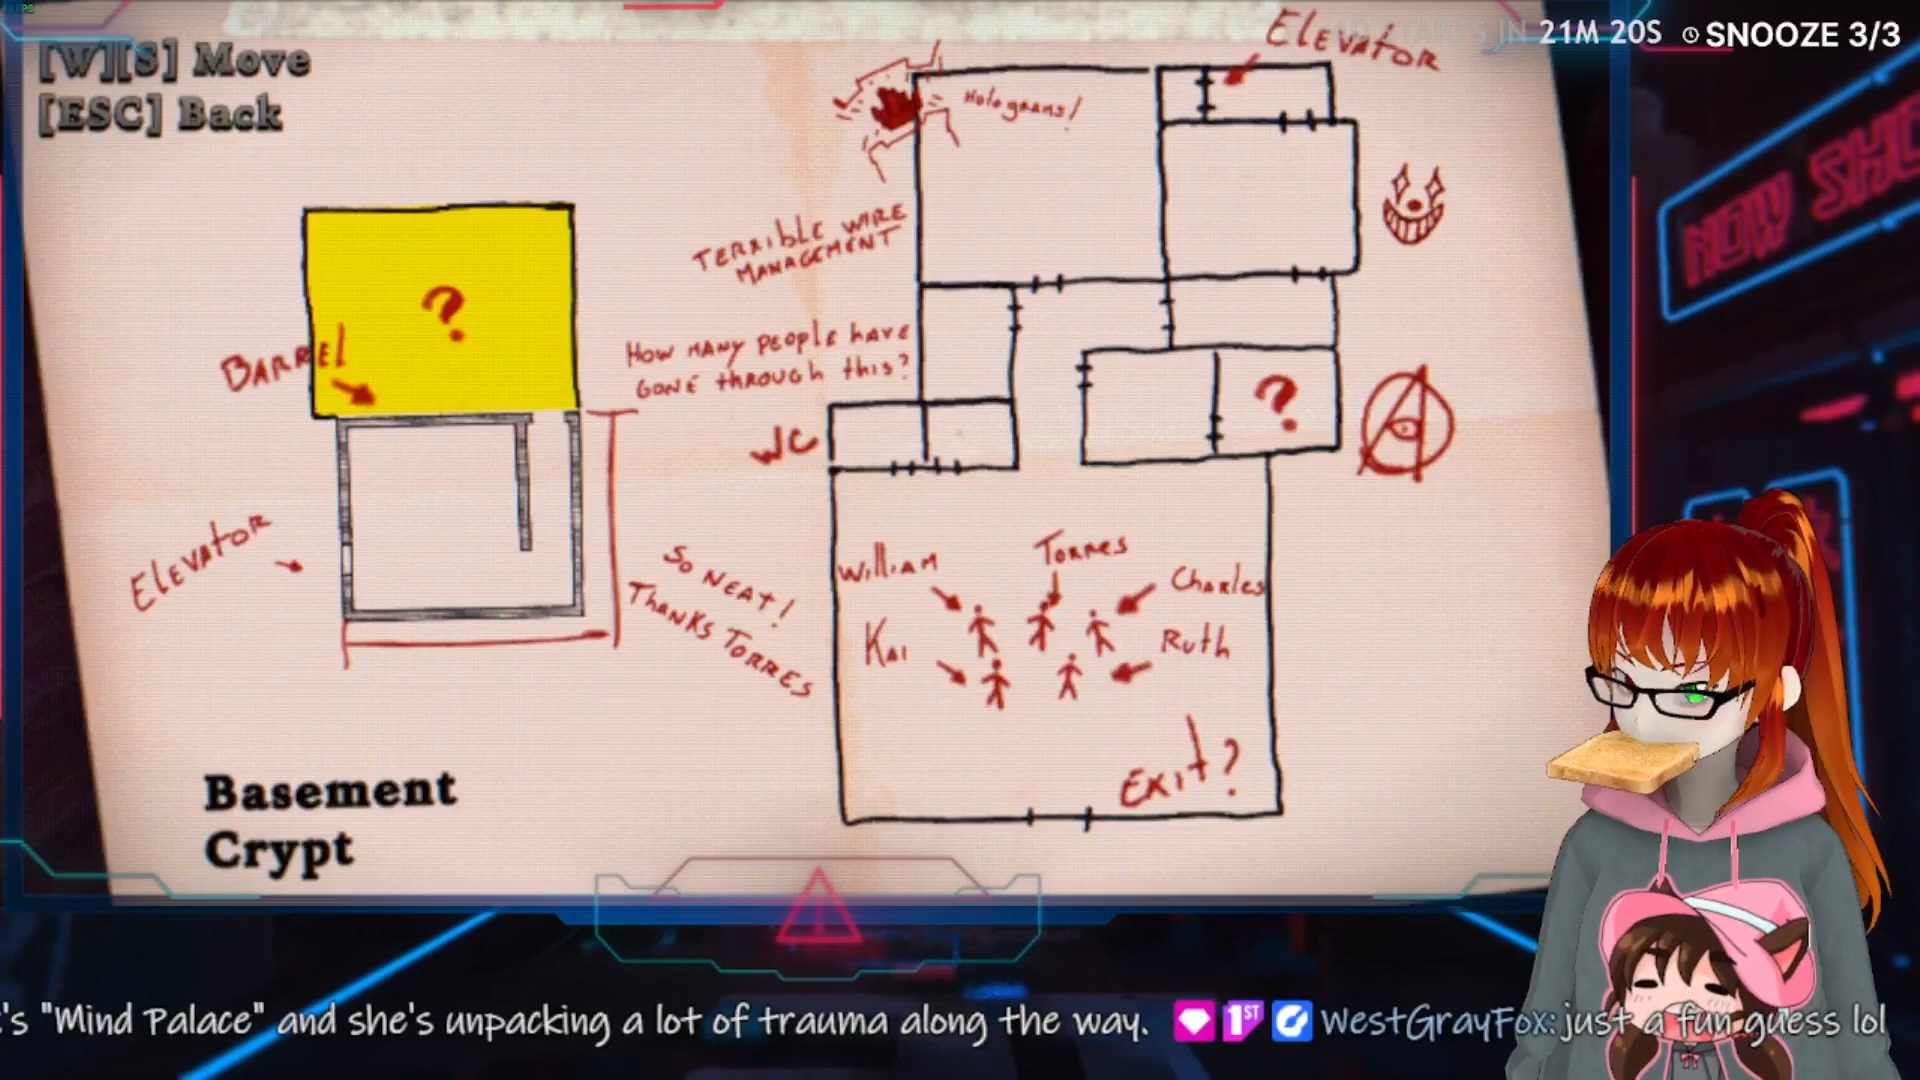 [W][S] Move
[ESC] Back
21M 20S
SNOOZE 3/3
ELEVATOR
Holograms!
TERRIBLE WIRE
MANAGEMENT
?
BARREL
HOW MANY PEOPLE HAVE
GONE THROUGH THIS?
?
WC
ELEVATOR
SO NEAT!
THANKS TORRES
William
Torres
Charles
Kai
Ruth
EXIT?
Basement
Crypt
NOW
's "Mind Palace" and she's unpacking a lot of trauma along the way.
1ST
WestGrayFox: just a fun guess lol